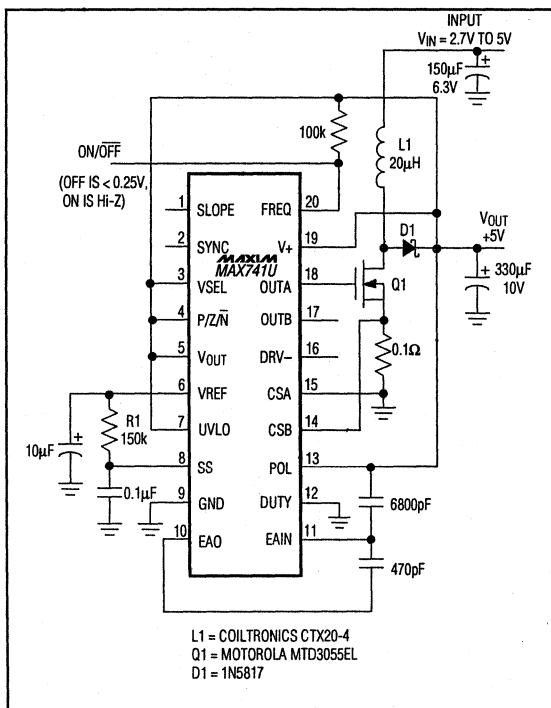 INPUT
VIN = 2.7V TO 5V
150µF
6.3V
100k
L1
20µH
ON/OFF
(OFF IS < 0.25V,
ON IS Hi-Z)
1 SLOPE FREQ 20
2 SYNC V+ 19
MAXIM
MAX741U
3 VSEL OUTA 18
4 P/Z/N OUTB 17
5 VOUT DRV– 16
6 VREF CSA 15
7 UVLO CSB 14
8 SS POL 13
9 GND DUTY 12
10 EAO EAIN 11
D1
VOUT
+5V
Q1
330µF
10V
0.1Ω
R1
150k
10µF
0.1µF
6800pF
470pF
L1 = COILTRONICS CTX20-4
Q1 = MOTOROLA MTD3055EL
D1 = 1N5817